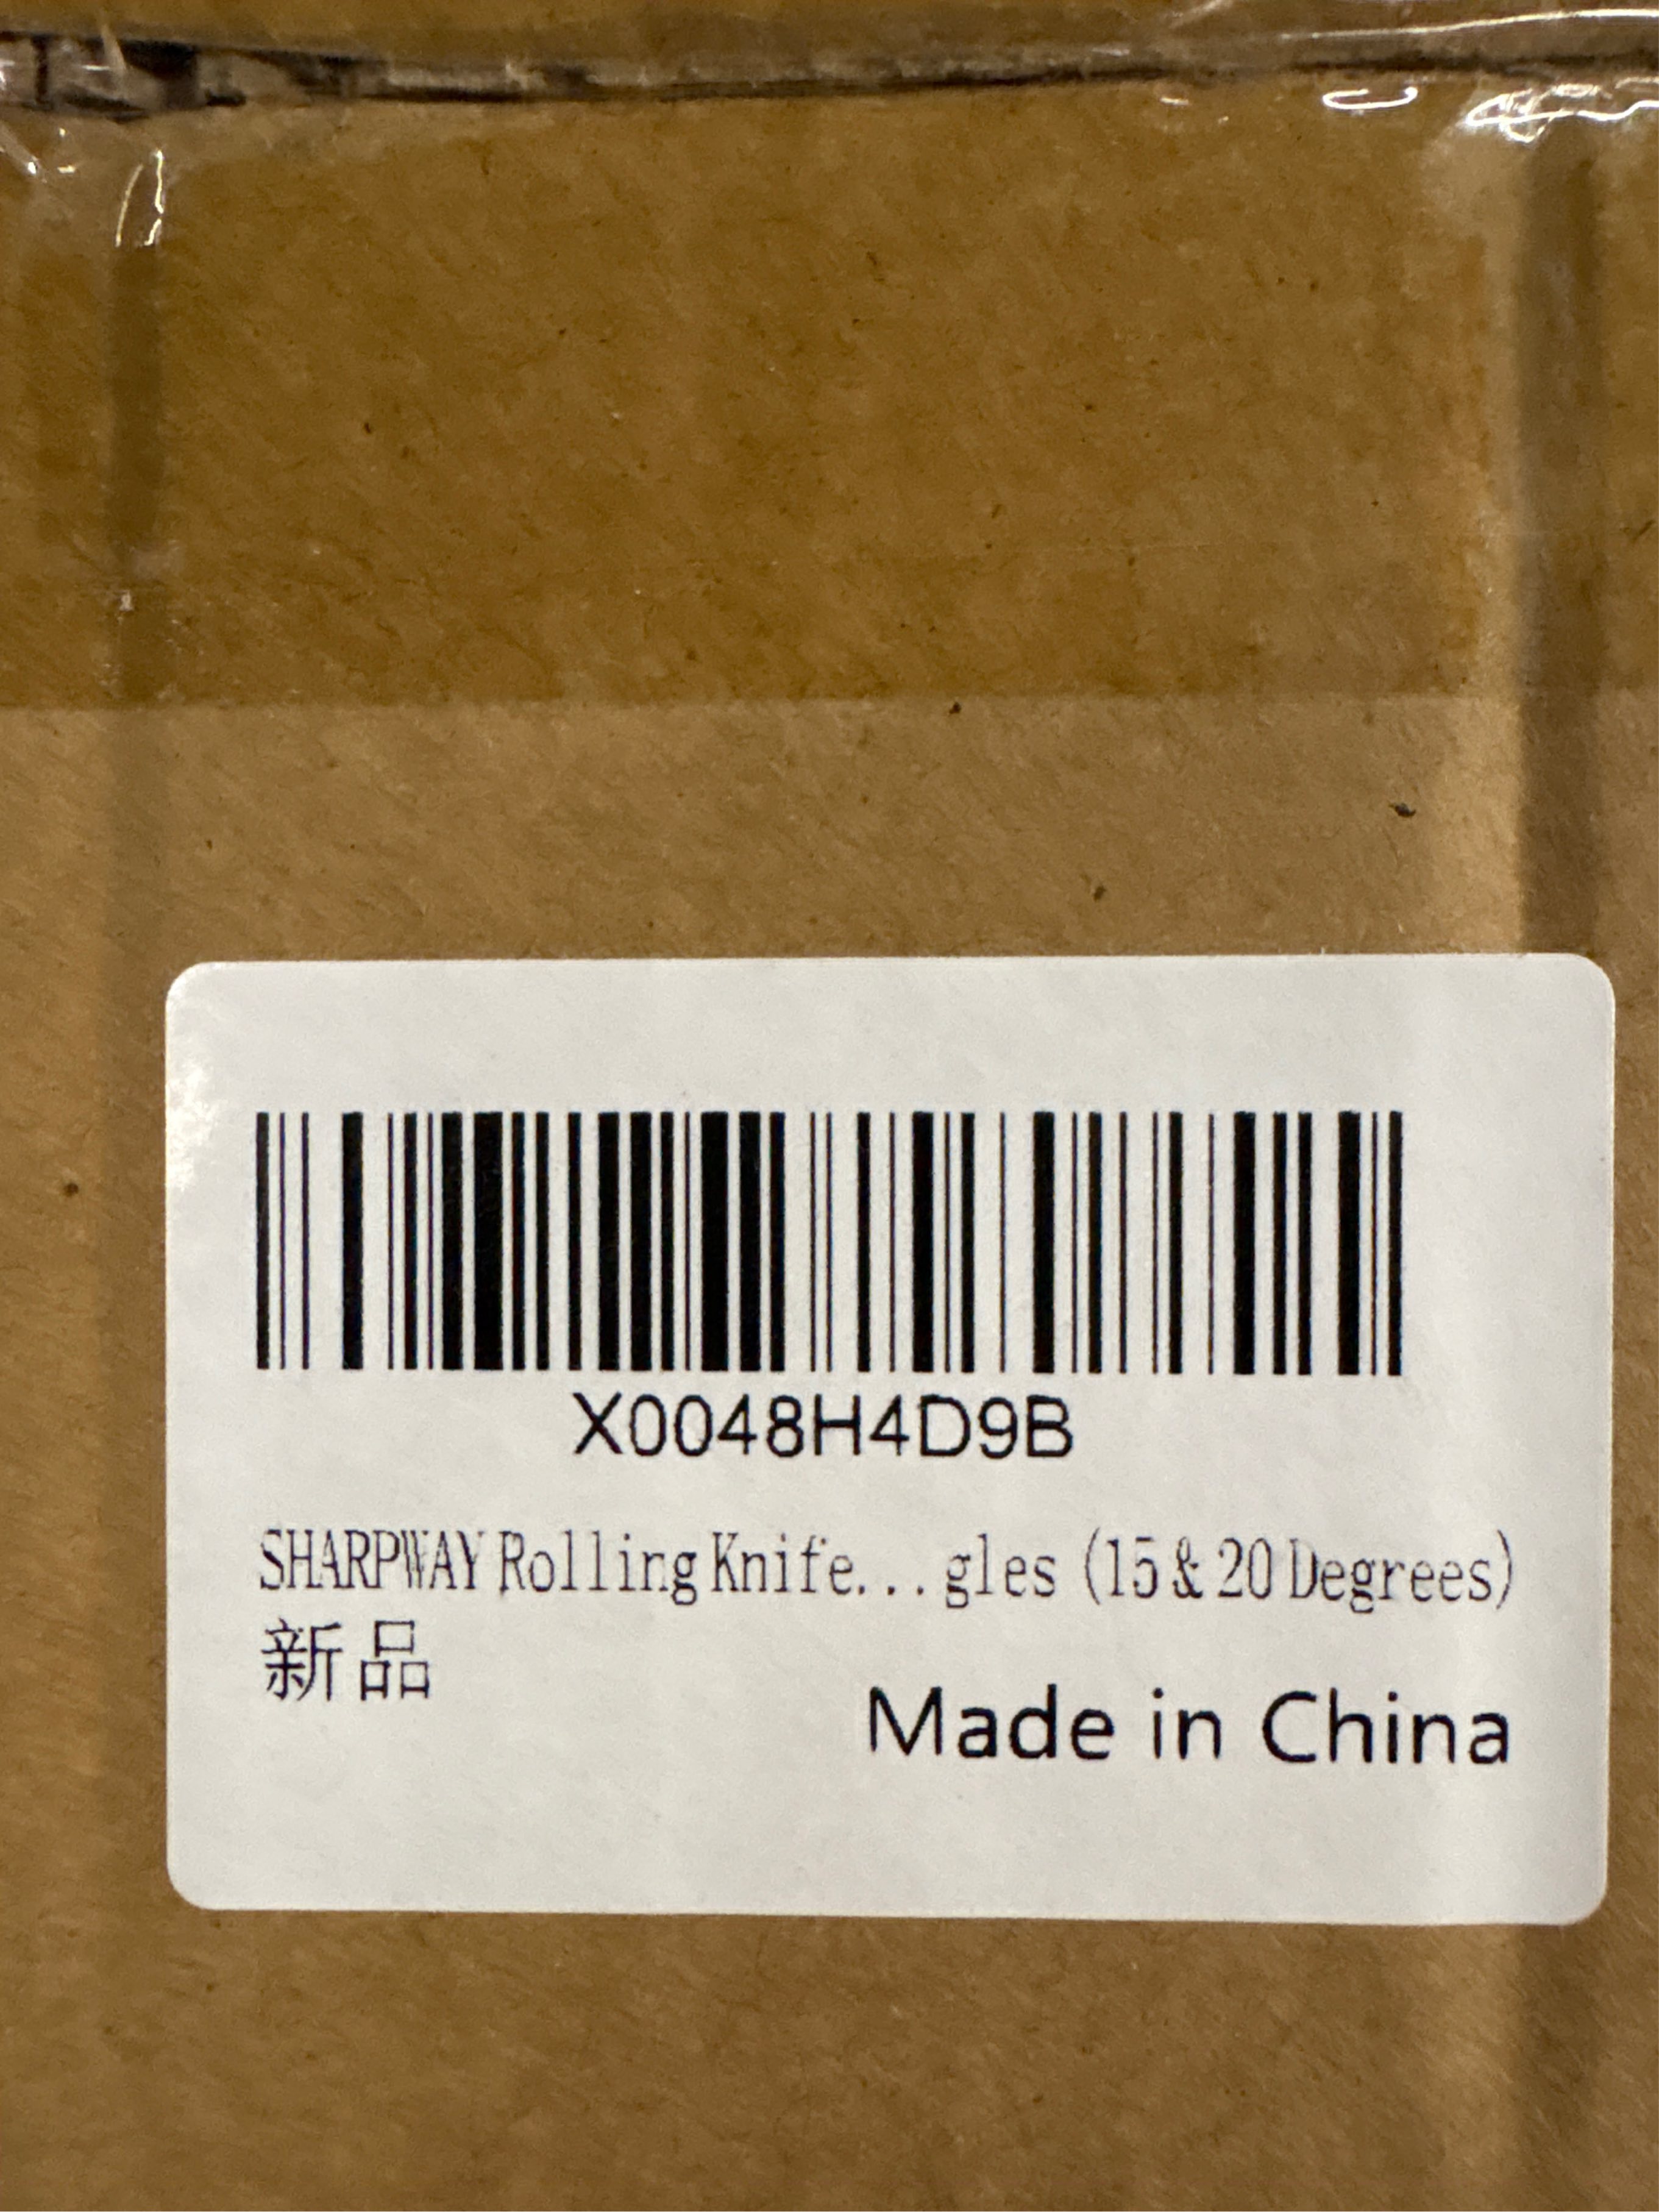 X0048H4D9B
SHARPWAY Rolling Knife...gles (15 & 20 Degrees)
新品
Made in China